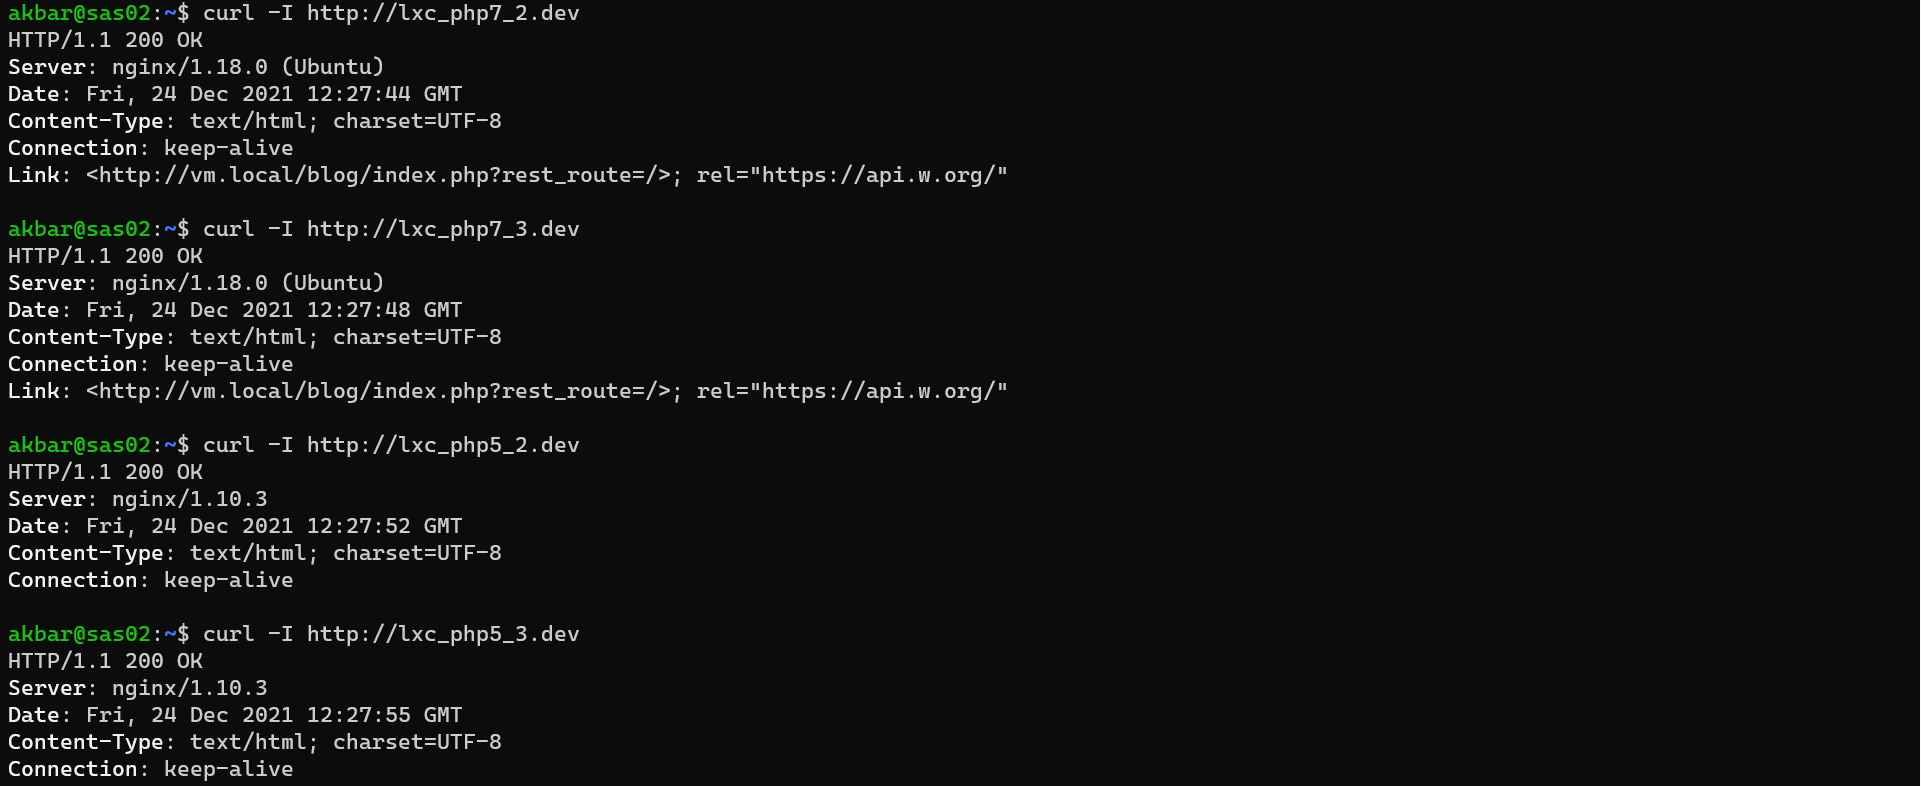 akbar@sas02:~$ curl -I http://lxc_php7_2.dev
HTTP/1.1 200 OK
Server: nginx/1.18.0 (Ubuntu)
Date: Fri, 24 Dec 2021 12:27:44 GMT
Content-Type: text/html; charset=UTF-8
Connection: keep-alive
Link: <http://vm.local/blog/index.php?rest_route=/>; rel="https://api.w.org/"

akbar@sas02:~$ curl -I http://lxc_php7_3.dev
HTTP/1.1 200 OK
Server: nginx/1.18.0 (Ubuntu)
Date: Fri, 24 Dec 2021 12:27:48 GMT
Content-Type: text/html; charset=UTF-8
Connection: keep-alive
Link: <http://vm.local/blog/index.php?rest_route=/>; rel="https://api.w.org/"

akbar@sas02:~$ curl -I http://lxc_php5_2.dev
HTTP/1.1 200 OK
Server: nginx/1.10.3
Date: Fri, 24 Dec 2021 12:27:52 GMT
Content-Type: text/html; charset=UTF-8
Connection: keep-alive

akbar@sas02:~$ curl -I http://lxc_php5_3.dev
HTTP/1.1 200 OK
Server: nginx/1.10.3
Date: Fri, 24 Dec 2021 12:27:55 GMT
Content-Type: text/html; charset=UTF-8
Connection: keep-alive